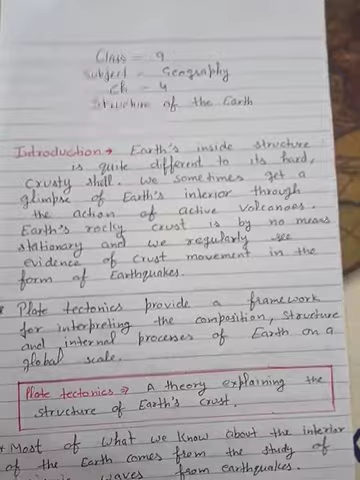 Class - 9
Subject - Geography
Ch - 4
Structure of the Earth
Introduction → Earth's inside structure
is quite different to its hard,
crusty shell. We sometimes get a
glimpse of Earth's interior through
the action of active volcanoes.
Earth's rocky crust is by no means
stationary and we regularly see
evidence of crust movement in the
form of Earthquakes.
* Plate tectonics provide a framework
for interpreting the composition, structure
and internal processes of Earth on a
global scale.
Plate tectonics → A theory explaining the
structure of Earth's crust.
* Most of what we know about the interior
of the Earth comes from the study of
waves from earthquakes.